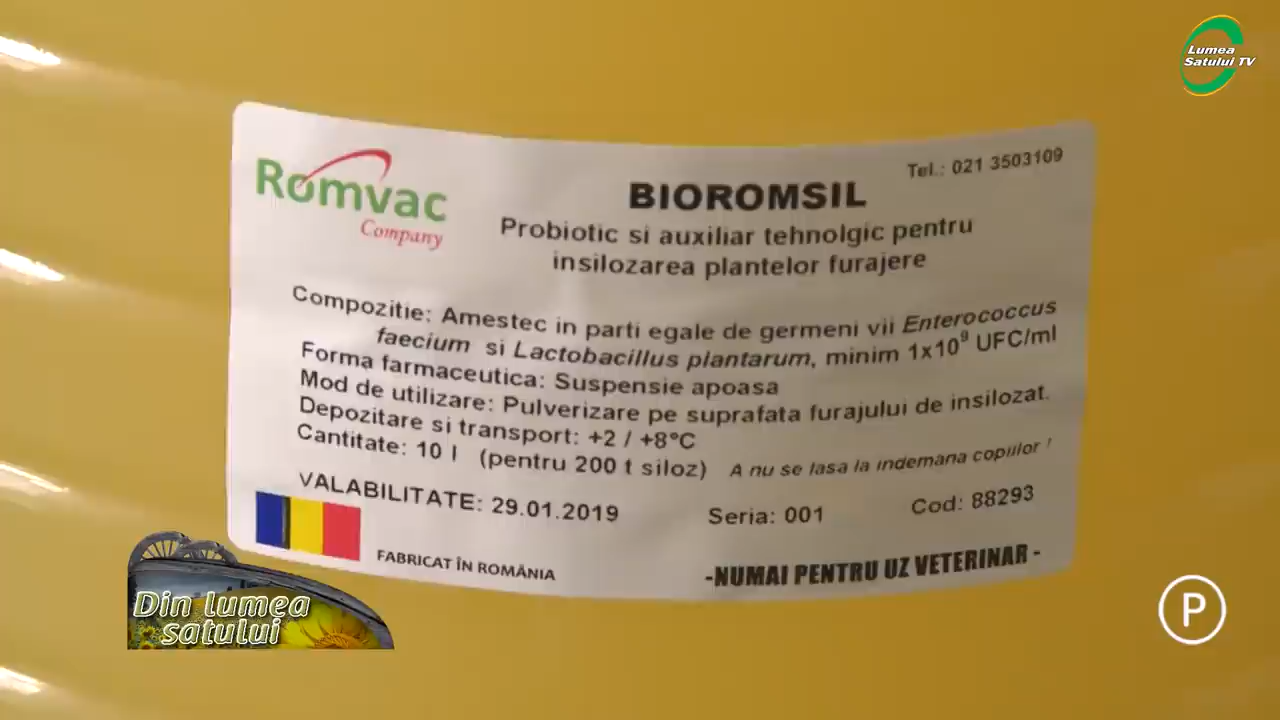 Lumea
Satului TV
Romvac
Company
Tel.: 021 3503109
BIOROMSIL
Probiotic si auxiliar tehnolgic pentru
insilozarea plantelor furajere
Compozitie: Amestec in parti egale de germeni vii Enterococcus
faecium si Lactobacillus plantarum, minim 1x10⁹ UFC/ml
Forma farmaceutica: Suspensie apoasa
Mod de utilizare: Pulverizare pe suprafata furajului de insilozat.
Depozitare si transport: +2 / +8°C
Cantitate: 10 l (pentru 200 t siloz) A nu se lasa la indemana copiilor !
VALABILITATE: 29.01.2019 Seria: 001 Cod: 88293
FABRICAT ÎN ROMÂNIA
-NUMAI PENTRU UZ VETERINAR -
Din lumea
satului
P